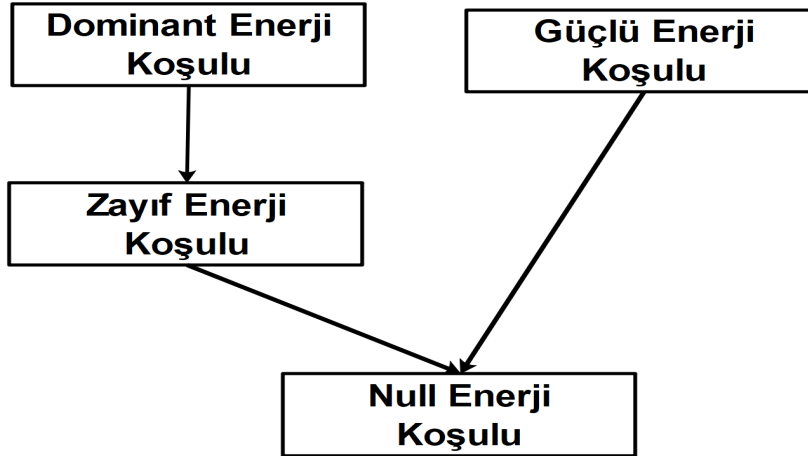 Dominant Enerji
Koşulu
Güçlü Enerji
Koşulu
Zayıf Enerji
Koşulu
Null Enerji
Koşulu